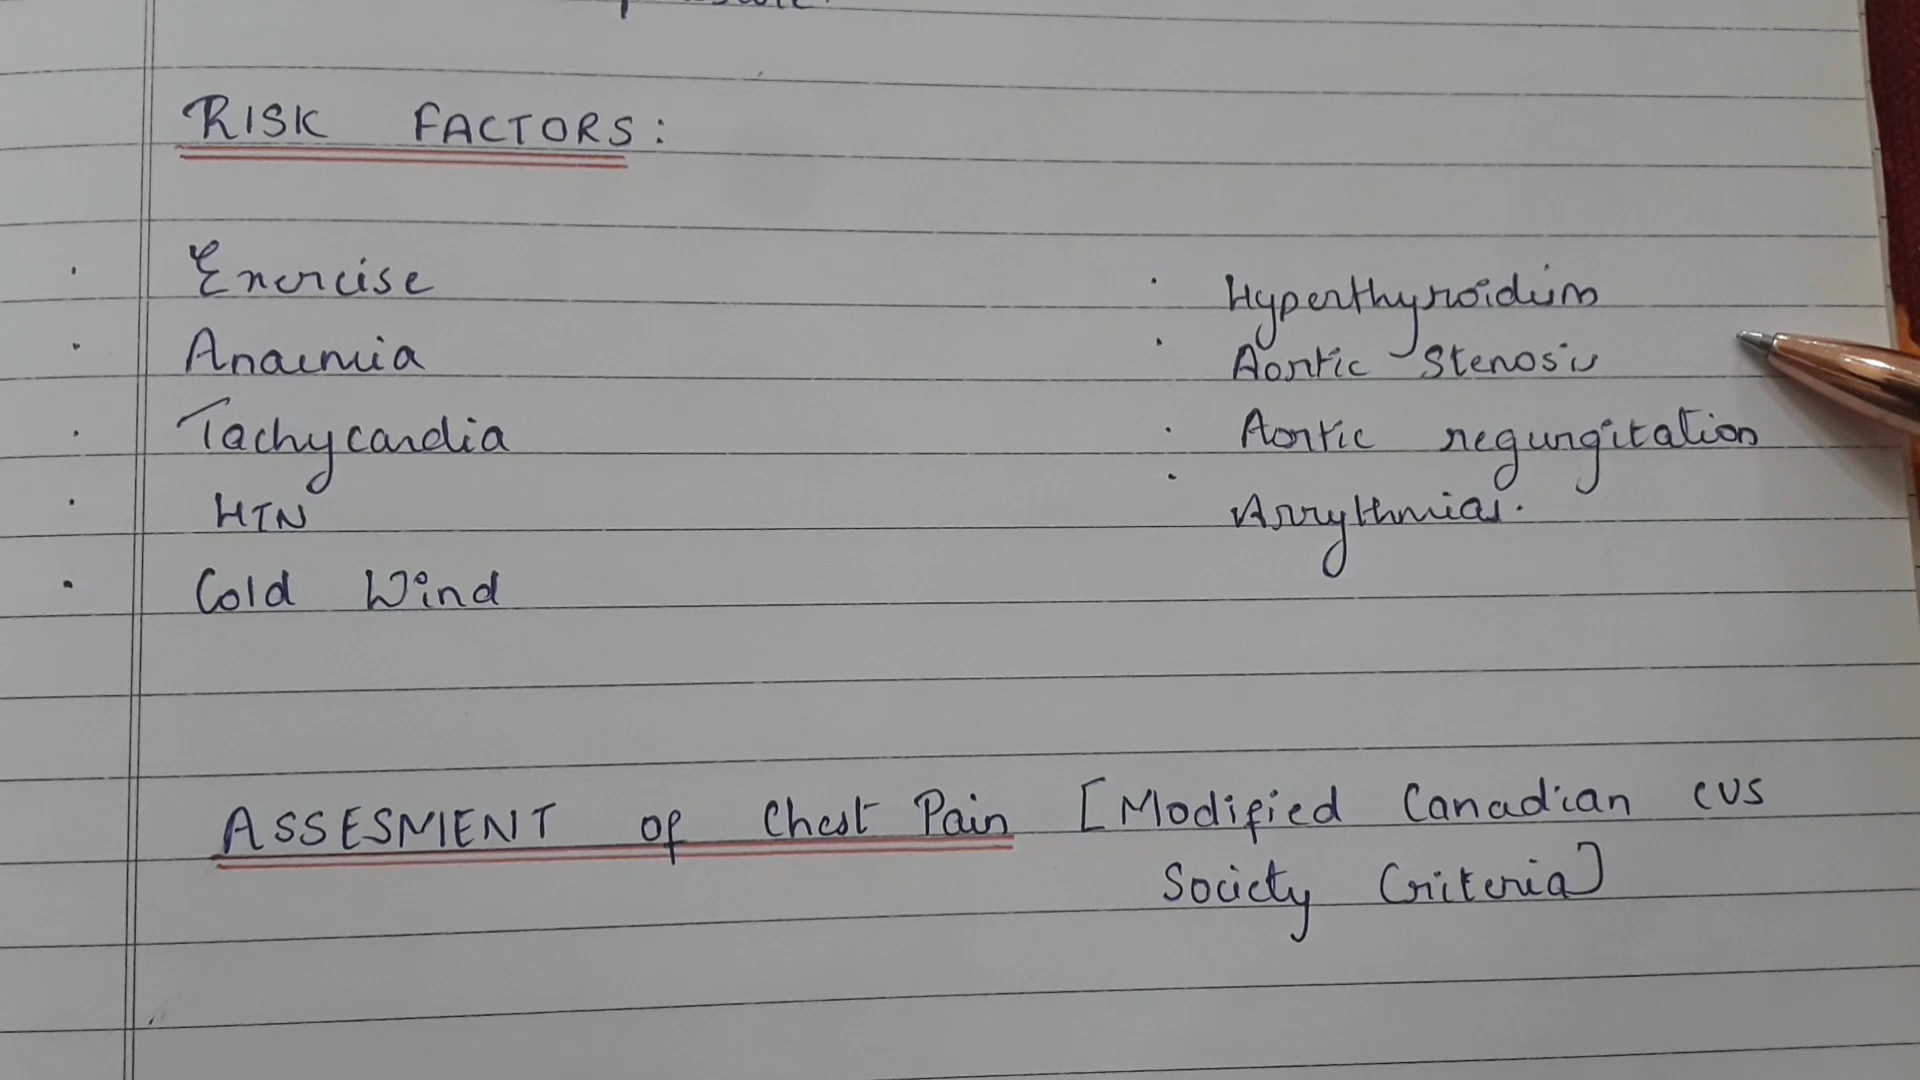 RISK FACTORS:
Exercise
Anaemia
Tachycardia
HTN
Cold Wind
Hyperthyroidism
Aortic Stenosis
Aortic regurgitation
Arrythmias.
ASSESMENT of Chest Pain [Modified Canadian CVS
Society Criteria]